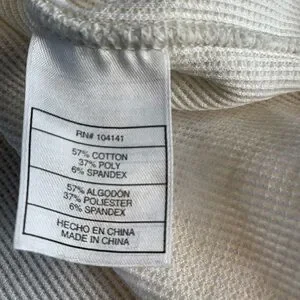 RN# 104141
57% COTTON
37% POLY
6% SPANDEX
57% ALGODÓN
37% POLIÉSTER
6% SPANDEX
HECHO EN CHINA
MADE IN CHINA